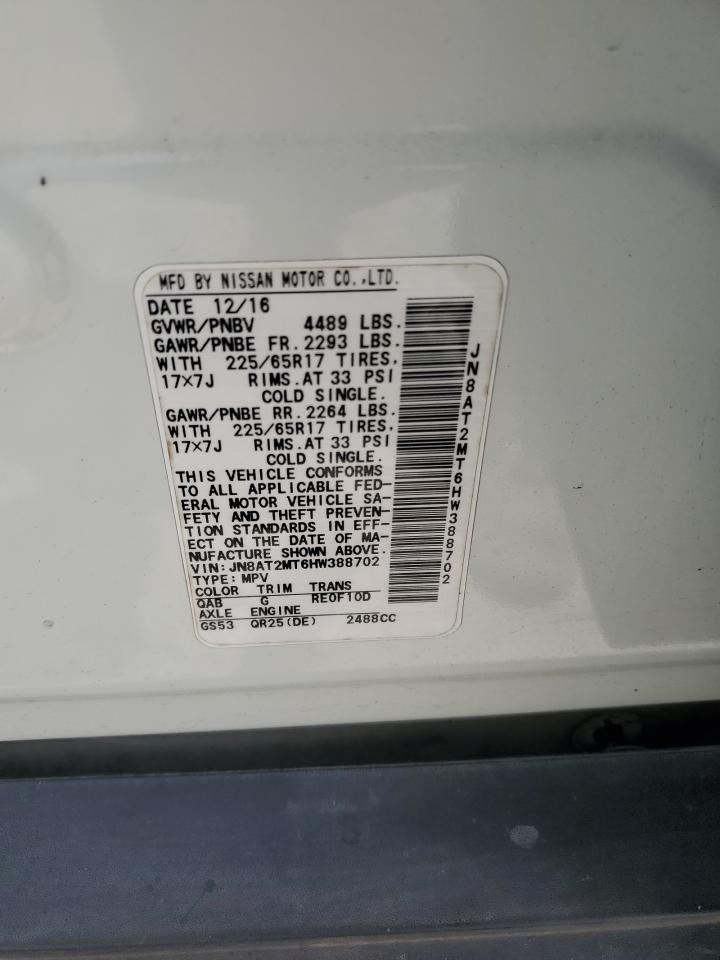 MFD BY NISSAN MOTOR CO.,LTD.
DATE 12/16
GVWR/PNBV 4489 LBS.
GAWR/PNBE FR. 2293 LBS.
WITH 225/65R17 TIRES,
17×7J RIMS.AT 33 PSI
COLD SINGLE.
GAWR/PNBE RR. 2264 LBS.
WITH 225/65R17 TIRES,
17×7J RIMS.AT 33 PSI
COLD SINGLE.
THIS VEHICLE CONFORMS
TO ALL APPLICABLE FED-
ERAL MOTOR VEHICLE SA-
FETY AND THEFT PREVEN-
TION STANDARDS IN EFF-
ECT ON THE DATE OF MA-
NUFACTURE SHOWN ABOVE.
VIN: JN8AT2MT6HW388702
TYPE: MPV
COLOR TRIM TRANS
QAB G RE0F10D
AXLE ENGINE
GS53 QR25(DE) 2488CC
JN8AT2MT6HW388702